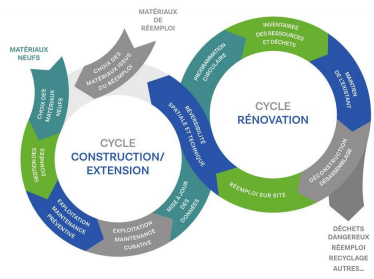 MATÉRIAUX
DE
RÉEMPLOI
MATÉRIAUX
NEUFS
CHOIX DES
MATÉRIAUX ISSUS
DU RÉEMPLOI
CHOIX DES
MATÉRIAUX
NEUFS
GESTION DES
DONNÉES
EXPLOITATION
MAINTENANCE
PRÉVENTIVE
EXPLOITATION
MAINTENANCE
CURATIVE
MISE À JOUR
DES
DONNÉES
CYCLE
CONSTRUCTION/
EXTENSION
RÉVERSIBILITÉ
SPATIALE ET TECHNIQUE
PROGRAMMATION
CIRCULAIRE
INVENTAIRES
DES RESSOURCES
ET DÉCHETS
MAINTIEN
DE L'EXISTANT
DÉCONSTRUCTION
DÉSASSEMBLAGE
RÉEMPLOI SUR SITE
CYCLE
RÉNOVATION
DÉCHETS
DANGEREUX
RÉEMPLOI
RECYCLAGE
AUTRES...